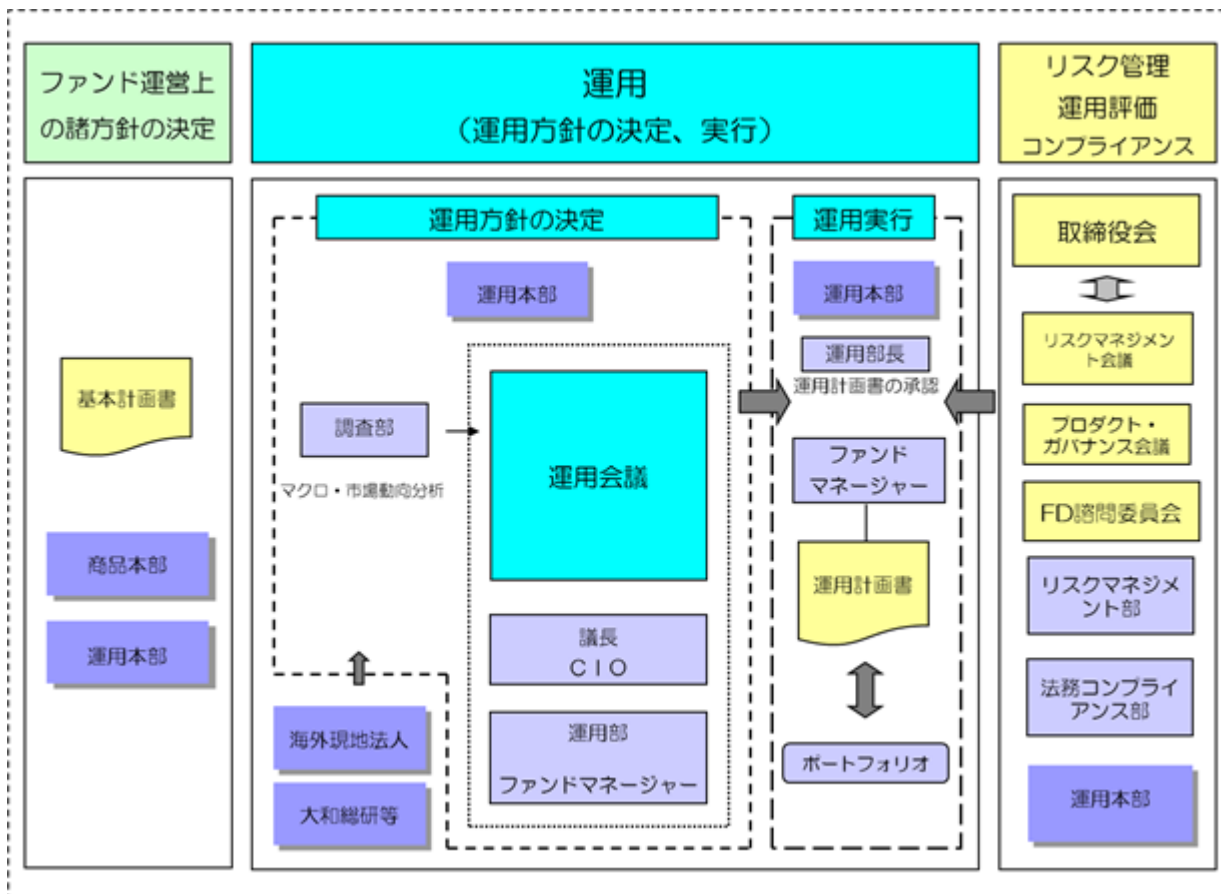 ファンド運営上
の諸方針の決定
運用
（運用方針の決定、実行）
リスク管理
運用評価
コンプライアンス
基本計画書
商品本部
運用本部
運用方針の決定
運用本部
調査部
マクロ・市場動向分析
運用会議
議長
ＣＩＯ
運用部
ファンドマネージャー
海外現地法人
大和総研等
運用実行
運用本部
運用部長
運用計画書の承認
ファンド
マネージャー
運用計画書
ポートフォリオ
取締役会
リスクマネジメン
ト会議
プロダクト・
ガバナンス会議
FD諮問委員会
リスクマネジメ
ント部
法務コンプライ
アンス部
運用本部